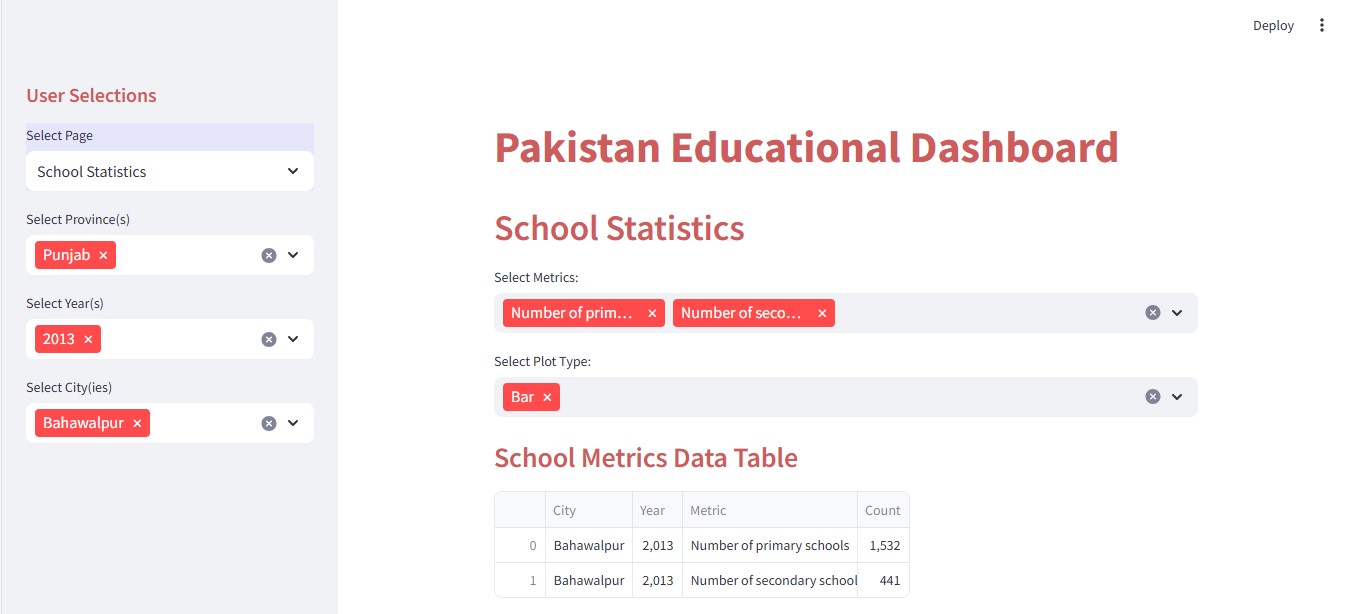 Deploy
User Selections
Select Page
School Statistics
Select Province(s)
Punjab ×
Select Year(s)
2013 ×
Select City(ies)
Bahawalpur ×
Pakistan Educational Dashboard
School Statistics
Select Metrics:
Number of prim... × Number of seco... ×
Select Plot Type:
Bar ×
School Metrics Data Table
City Year Metric Count
0 Bahawalpur 2,013 Number of primary schools 1,532
1 Bahawalpur 2,013 Number of secondary school 441